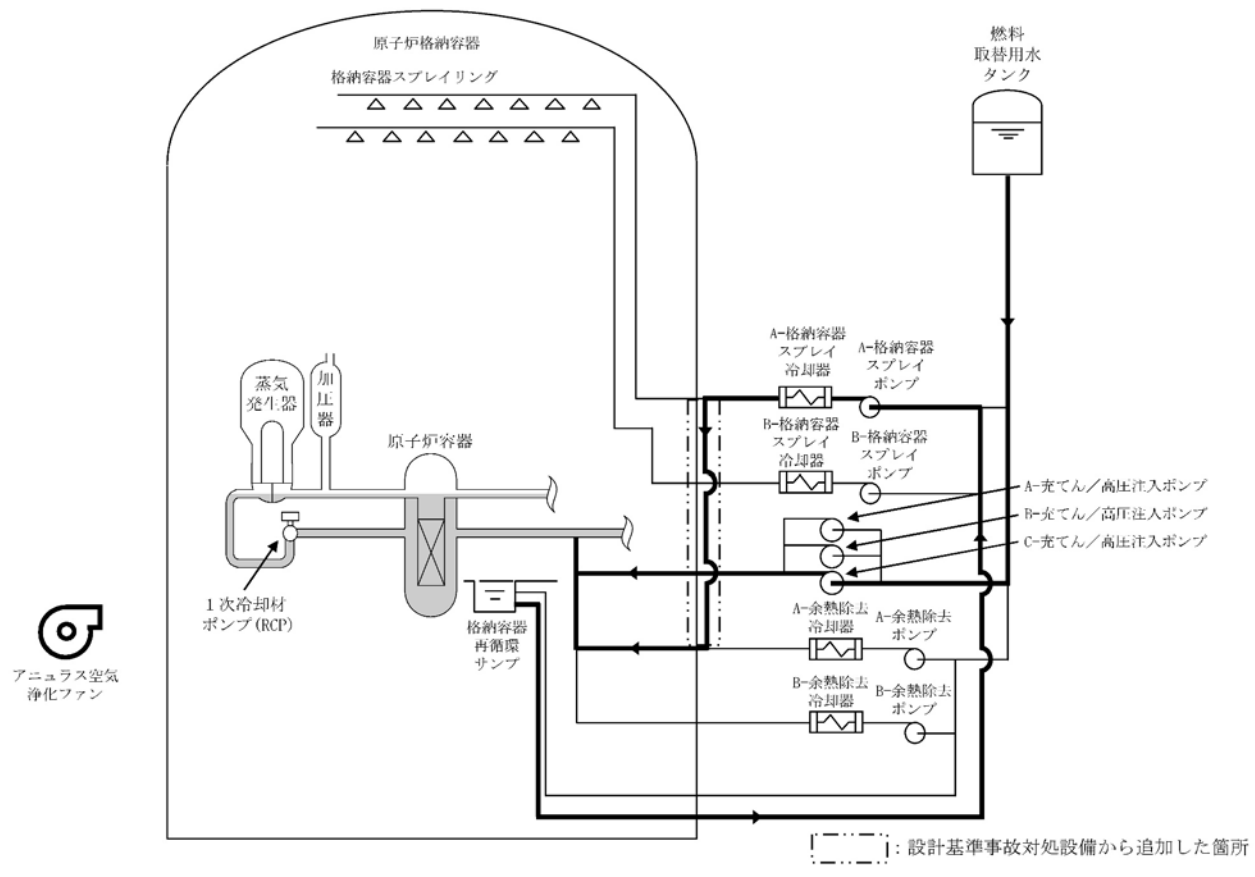 原子炉格納容器
格納容器スプレイリング
燃料
取替用水
タンク
A-格納容器
スプレイ
冷却器
A-格納容器
スプレイ
ポンプ
B-格納容器
スプレイ
冷却器
B-格納容器
スプレイ
ポンプ
蒸気
発生器
加
圧
器
原子炉容器
A-充てん/高圧注入ポンプ
B-充てん/高圧注入ポンプ
C-充てん/高圧注入ポンプ
1次冷却材
ポンプ(RCP)
格納容器
再循環
サンプ
A-余熱除去
冷却器
A-余熱除去
ポンプ
B-余熱除去
冷却器
B-余熱除去
ポンプ
アニュラス空気
浄化ファン
:設計基準事故対処設備から追加した箇所